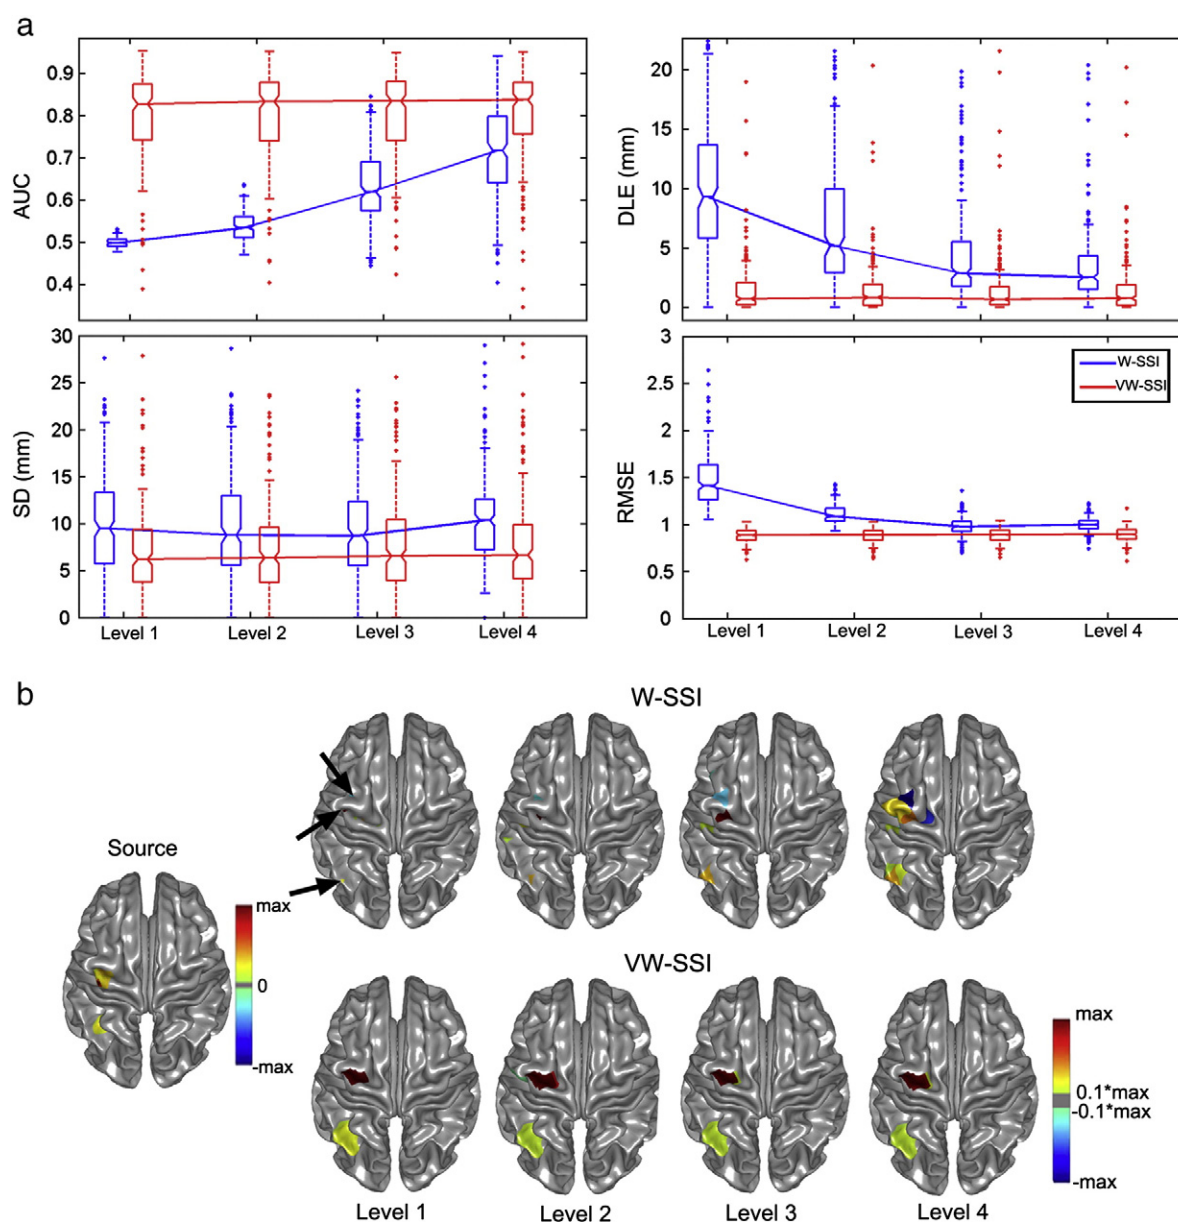 a
AUC
0.9
0.8
0.7
0.6
0.5
0.4
DLE (mm)
20
15
10
5
0
SD (mm)
30
25
20
15
10
5
0
Level 1 Level 2 Level 3 Level 4
RMSE
3
2.5
2
1.5
1
0.5
0
W-SSI
VW-SSI
Level 1 Level 2 Level 3 Level 4
b
W-SSI
Source
max
0
-max
VW-SSI
max
0.1*max
-0.1*max
-max
Level 1 Level 2 Level 3 Level 4